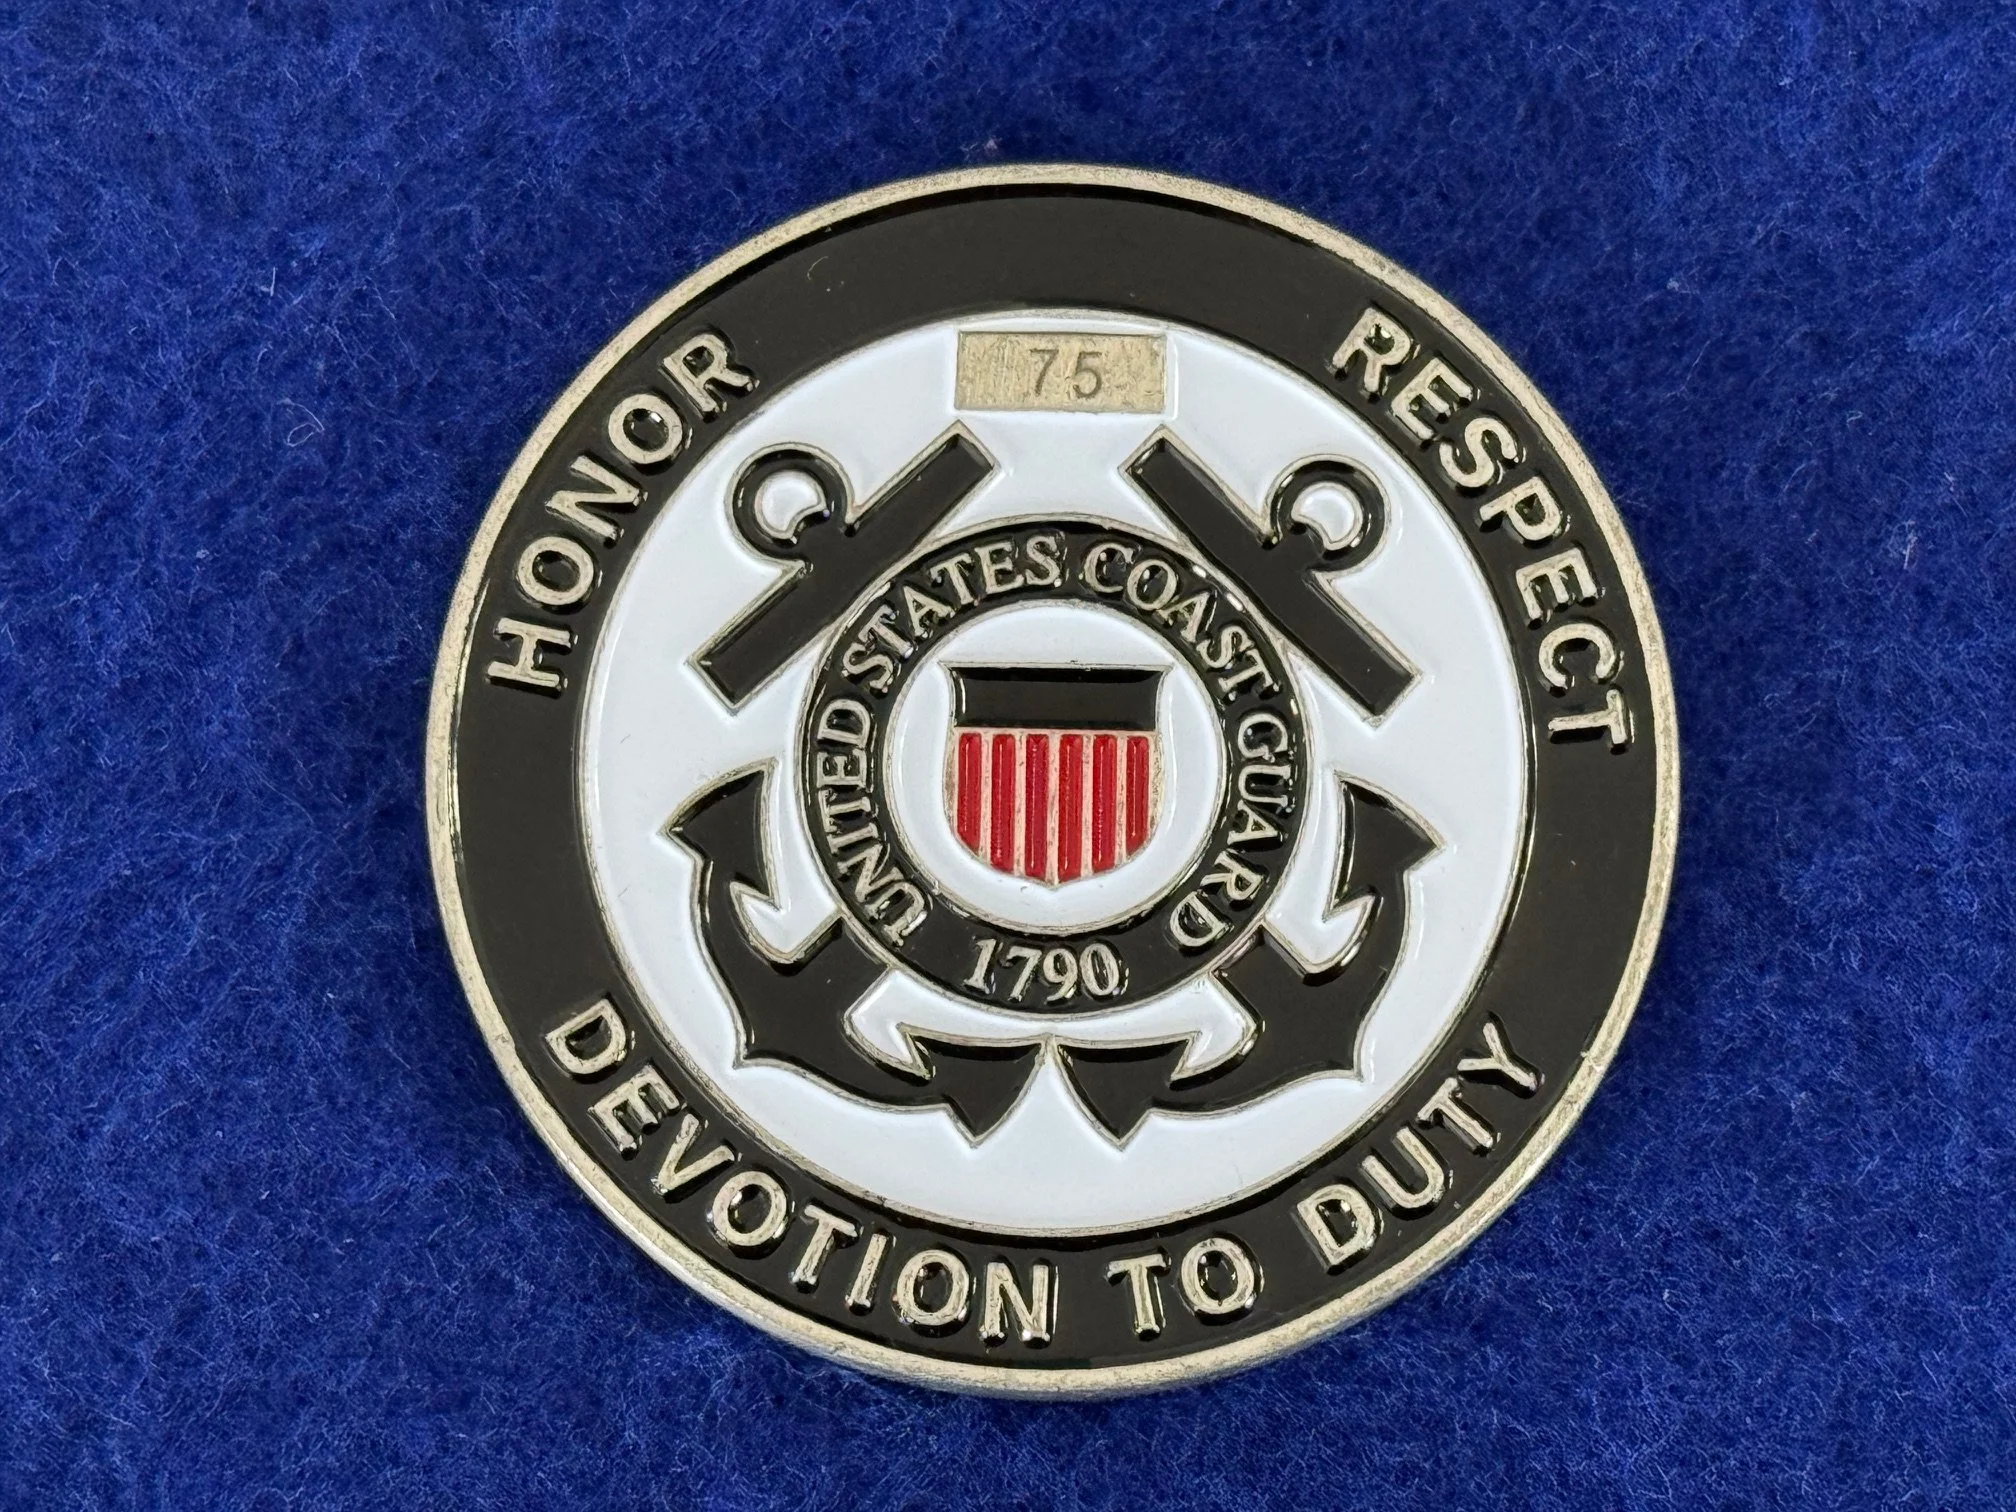 HONOR
RESPECT
75
UNITED STATES COAST GUARD
1790
DEVOTION TO DUTY